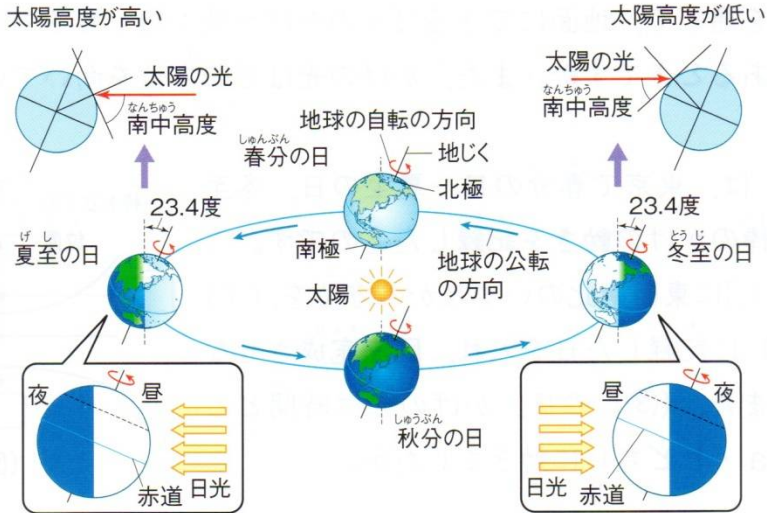 太陽高度が高い
太陽高度が低い
太陽の光
なんちゅう
南中高度
太陽の光
なんちゅう
南中高度
地球の自転の方向
しゅんぶん
春分の日
地じく
北極
23.4度
23.4度
げし
夏至の日
南極
地球の公転
の方向
とうじ
冬至の日
太陽
夜
昼
昼
夜
しゅうぶん
秋分の日
赤道
日光
日光
赤道